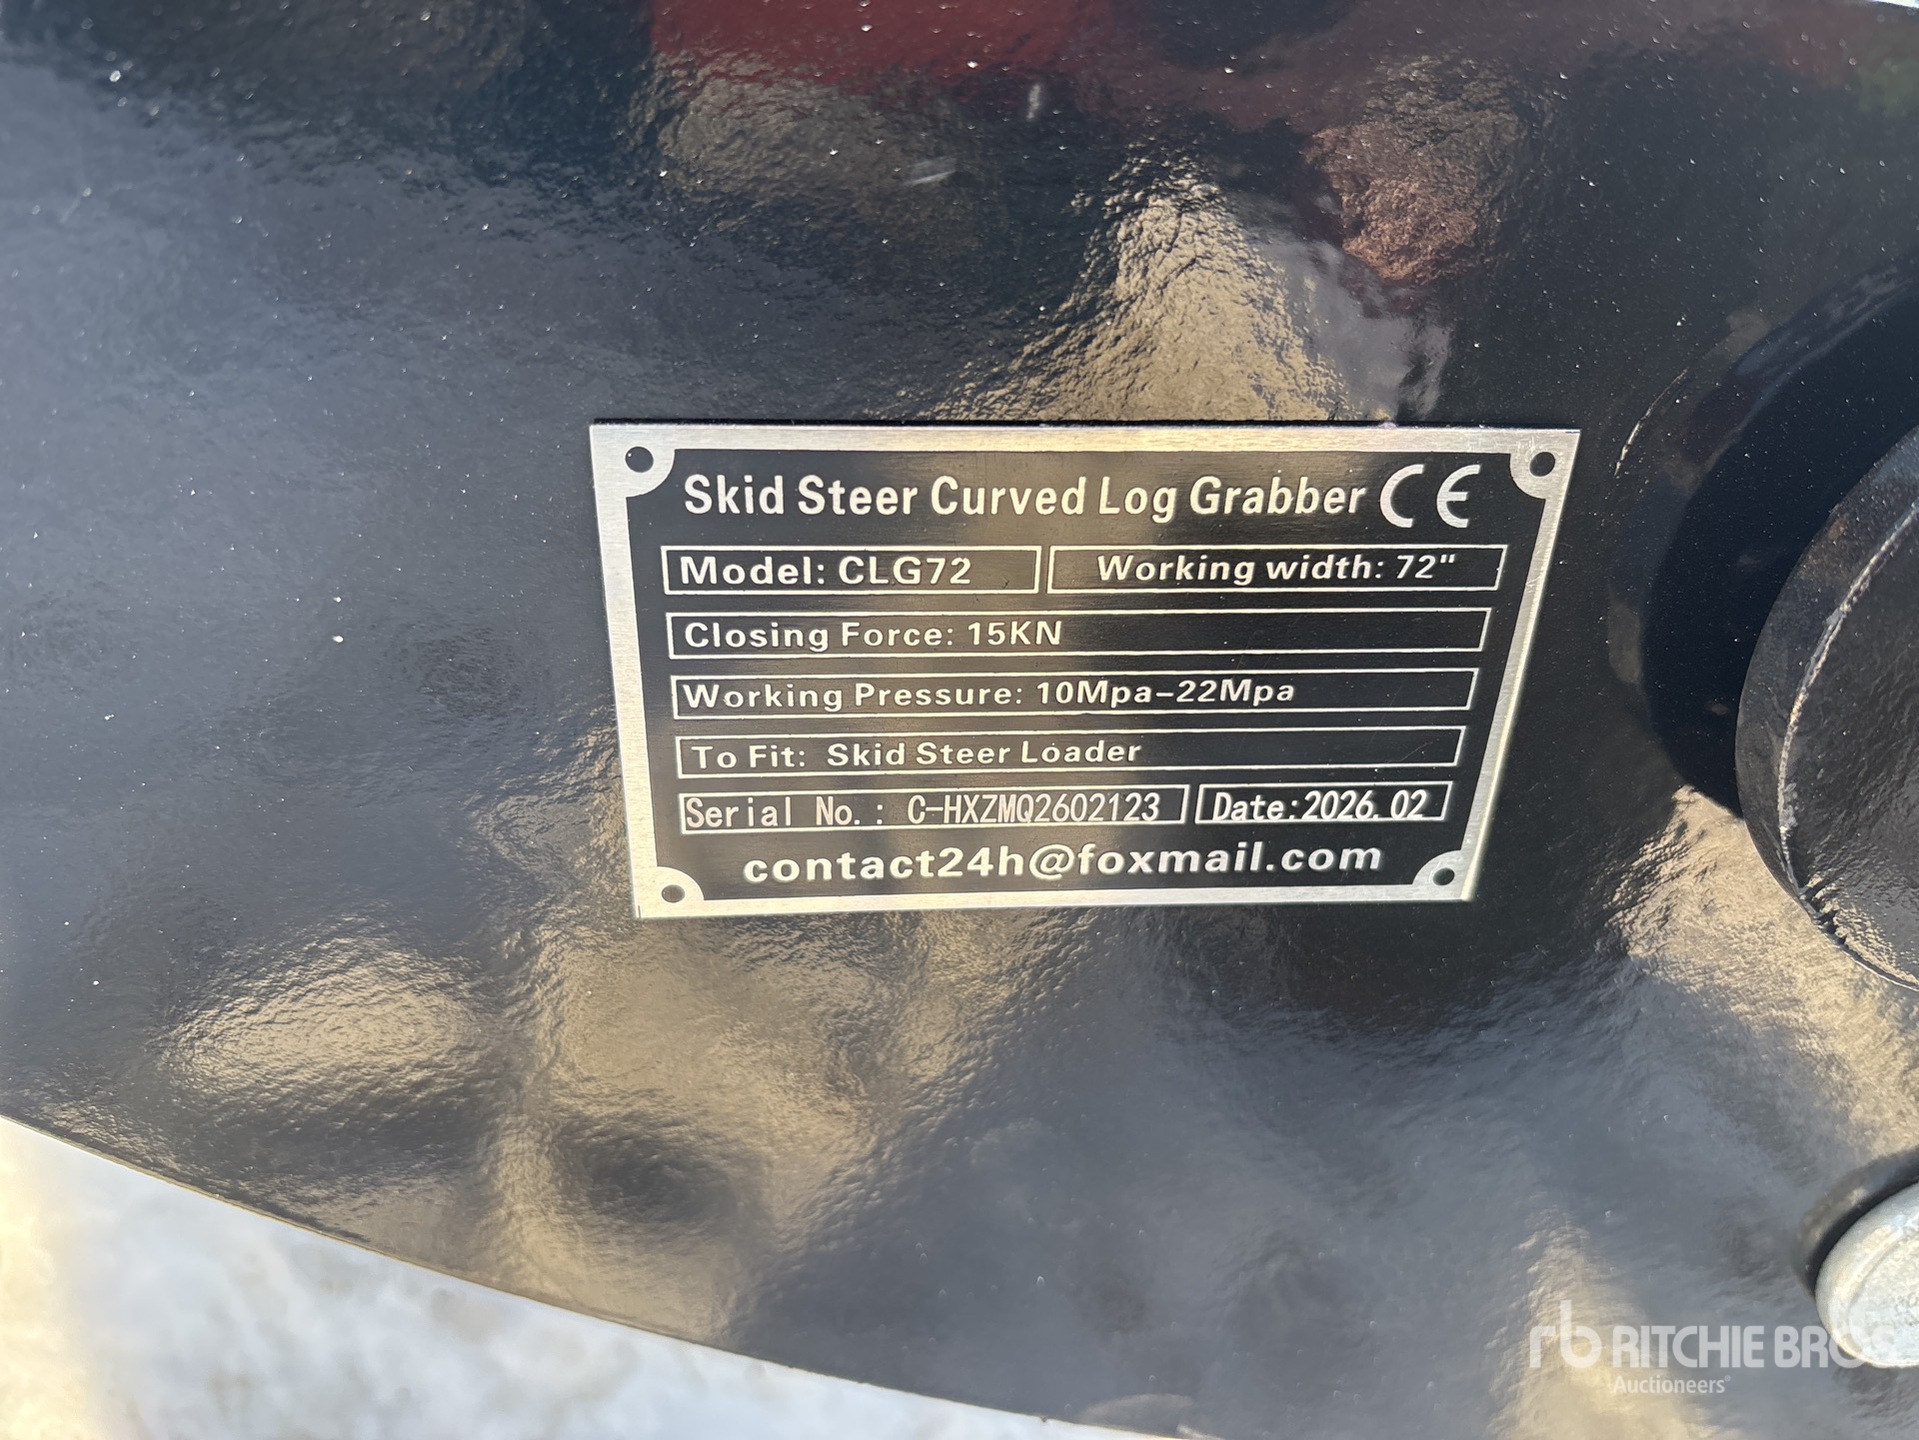 Skid Steer Curved Log Grabber CE
Model: CLG72 Working width: 72"
Closing Force: 15KN
Working Pressure: 10Mpa-22Mpa
To Fit: Skid Steer Loader
Serial No.: C-HXZMQ2602123 Date:2026.02
contact24h@foxmail.com
rb RITCHIE BROS
Auctioneers